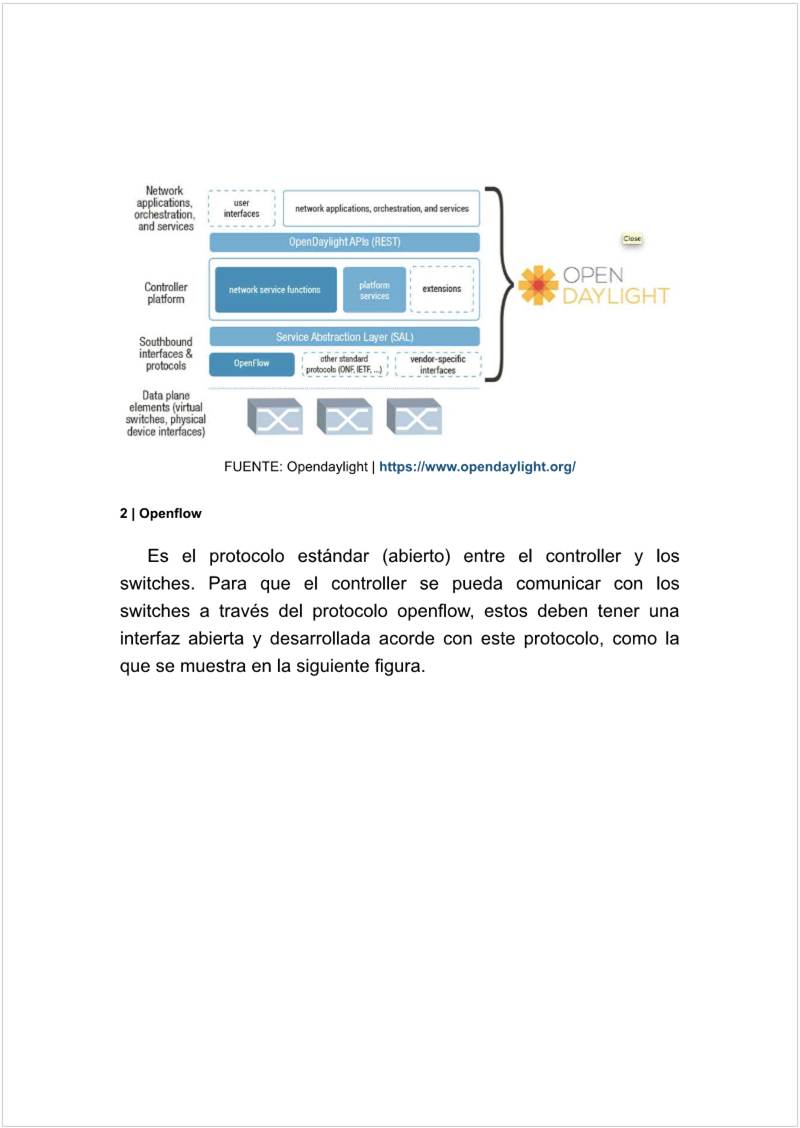 Network
applications,
orchestration,
and services
user
interfaces
network applications, orchestration, and services
OpenDaylight APIs (REST)
Close
Controller
platform
network service functions
platform
services
extensions
OPEN
DAYLIGHT
Southbound
interfaces &
protocols
Service Abstraction Layer (SAL)
OpenFlow
other standard
protocols (ONF, IETF, ...)
vendor-specific
interfaces
Data plane
elements (virtual
switches, physical
device interfaces)
FUENTE: Opendaylight | https://www.opendaylight.org/
2 | Openflow
Es el protocolo estándar (abierto) entre el controller y los
switches. Para que el controller se pueda comunicar con los
switches a través del protocolo openflow, estos deben tener una
interfaz abierta y desarrollada acorde con este protocolo, como la
que se muestra en la siguiente figura.